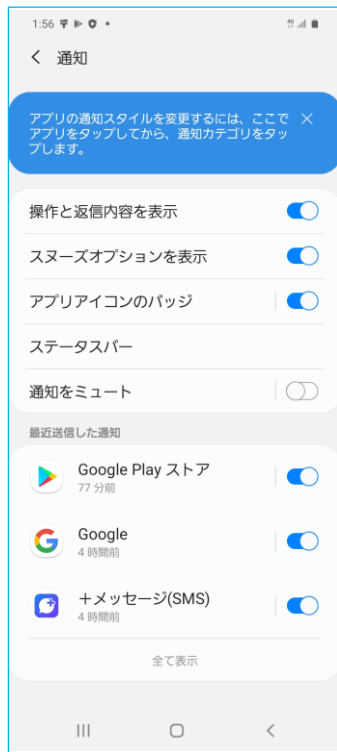 1:56
通知
アプリの通知スタイルを変更するには、ここで
アプリをタップしてから、通知カテゴリをタッ
プします。
操作と返信内容を表示
スヌーズオプションを表示
アプリアイコンのバッジ
ステータスバー
通知をミュート
最近送信した通知
Google Play ストア
77 分前
Google
4 時間前
+メッセージ(SMS)
4 時間前
全て表示